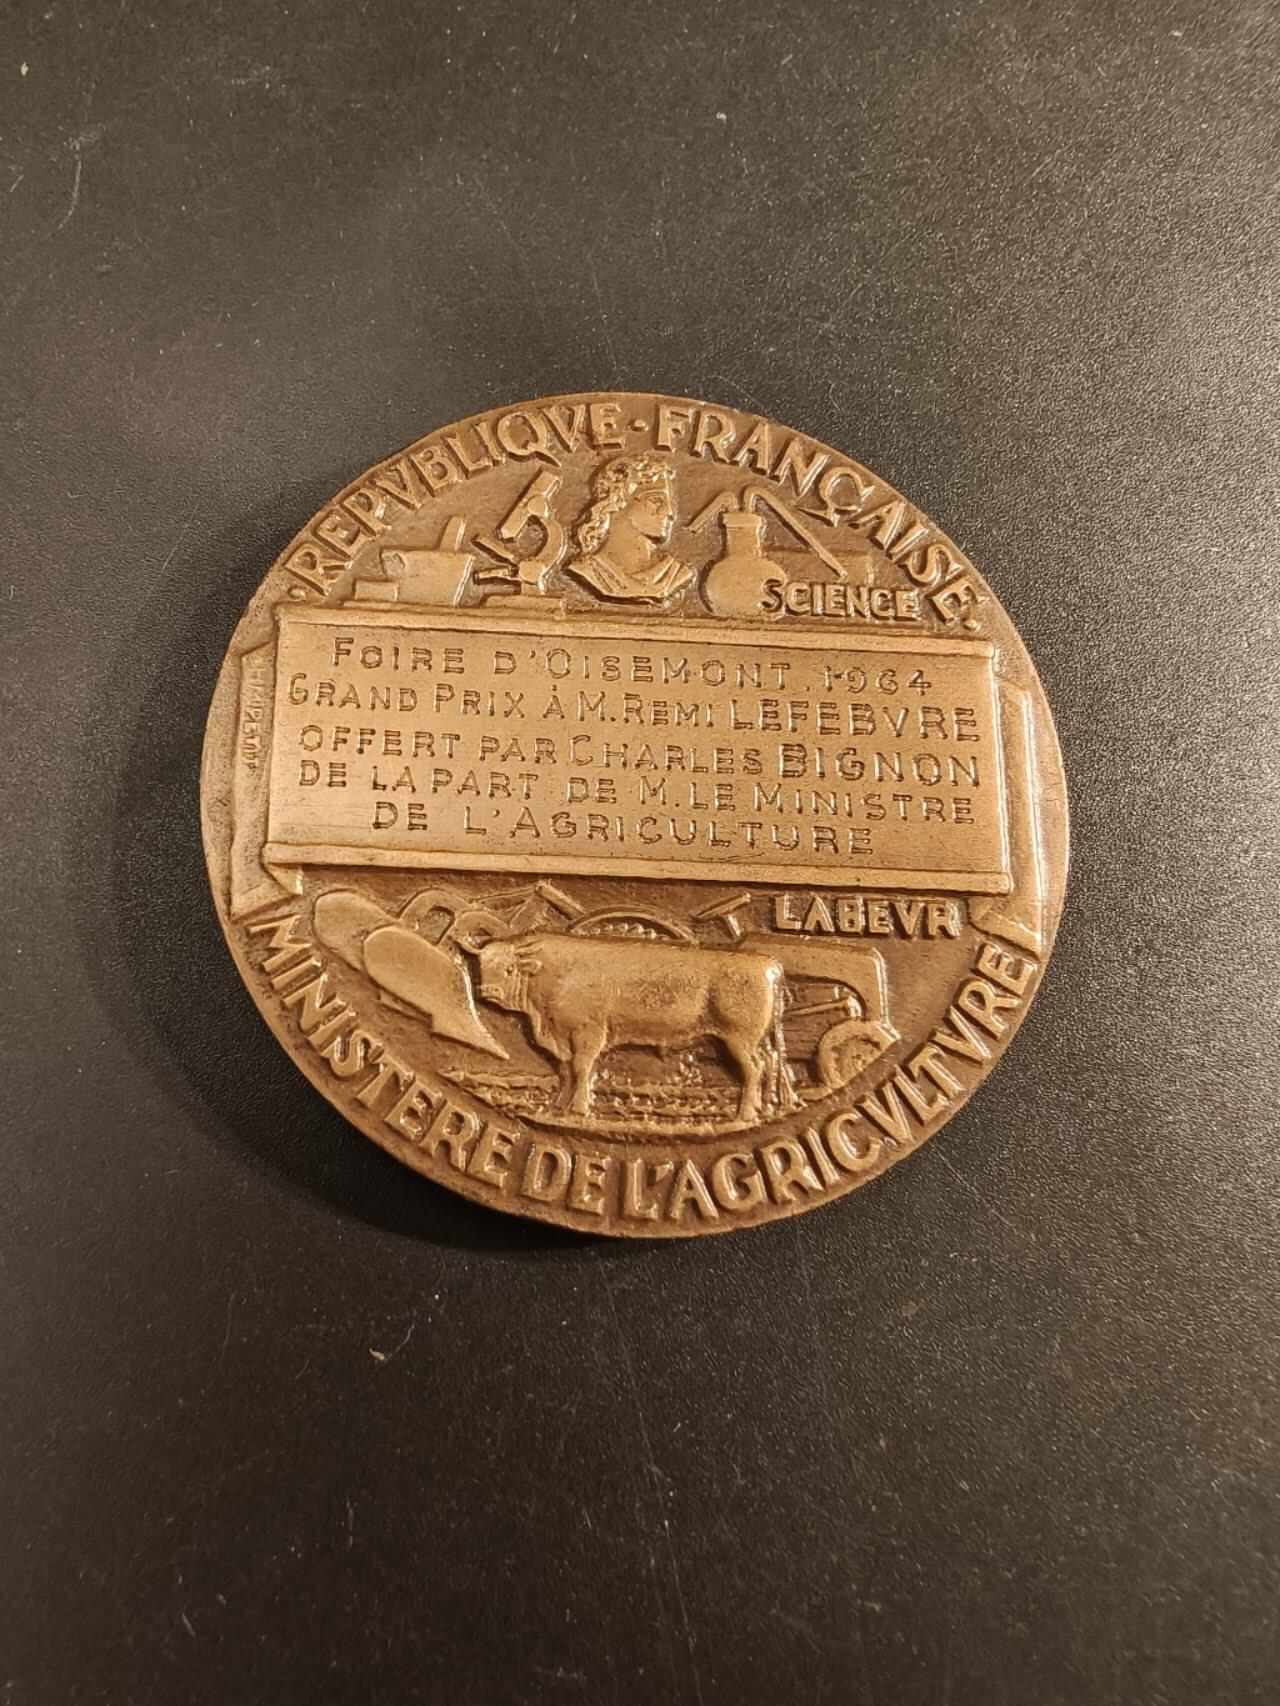 ·REPVBLIQVE·FRANÇAISE·
SCIENCE
FOIRE D'OISEMONT. 1964
GRAND PRIX À M. REMI LEFEBVRE
OFFERT PAR CHARLES BIGNON
DE LA PART DE M. LE MINISTRE
DE L'AGRICULTURE
LABEVR
MINISTERE DE L'AGRICVLTVRE